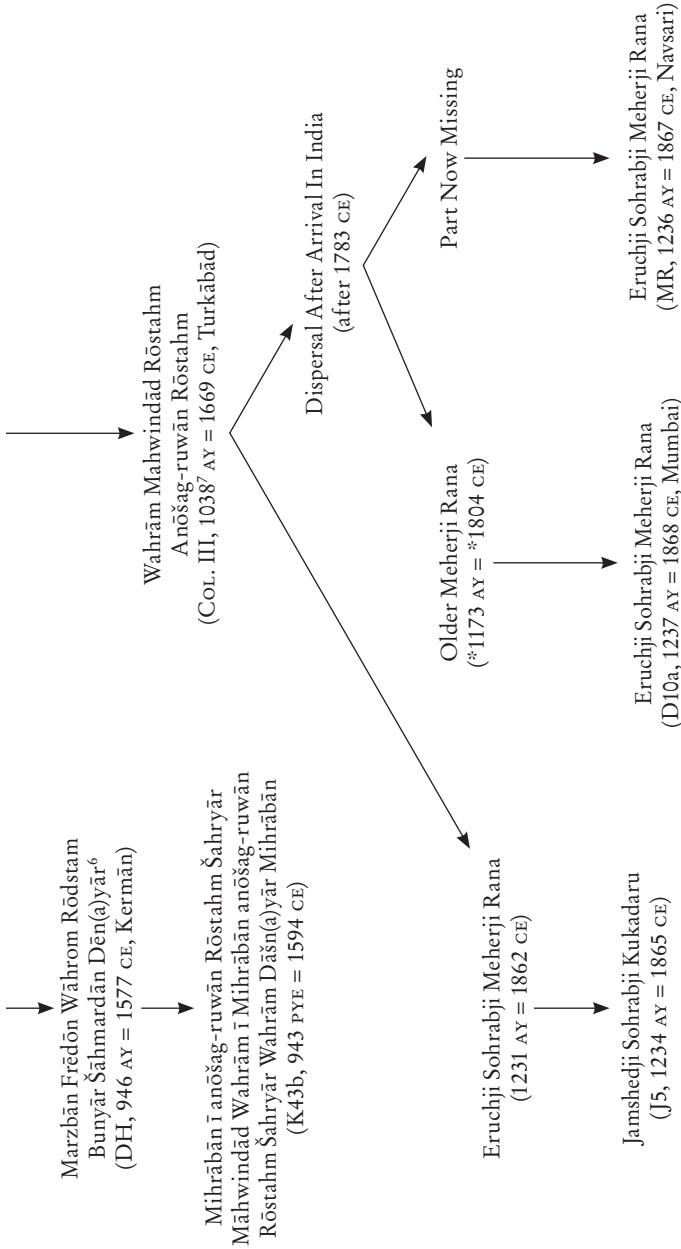 Marzbān Frēdōn Wāhrom Rōdstam
Bunyār Šāhmardān Dēn(a)yār⁶
(DH, 946 AY = 1577 CE, Kermān)
Mihrābān ī anōšag-ruwān Rōstahm Šahryār
Māhwindād Wahrām ī Mihrābān anōšag-ruwān
Rōstahm Šahryār Wahrām Dāšn(a)yār Mihrābān
(K43b, 943 PYE = 1594 CE)
Wahrām Mahwindād Rōstahm
Anōšag-ruwān Rōstahm
(Col. III, 1038⁷ AY = 1669 CE, Turkābād)
Dispersal After Arrival In India
(after 1783 CE)
Part Now Missing
Older Meherji Rana
(*1173 AY = *1804 CE)
Eruchji Sohrabji Meherji Rana
(1231 AY = 1862 CE)
Jamshedji Sohrabji Kukadaru
(J5, 1234 AY = 1865 CE)
Eruchji Sohrabji Meherji Rana
(D10a, 1237 AY = 1868 CE, Mumbai)
Eruchji Sohrabji Meherji Rana
(MR, 1236 AY = 1867 CE, Navsari)